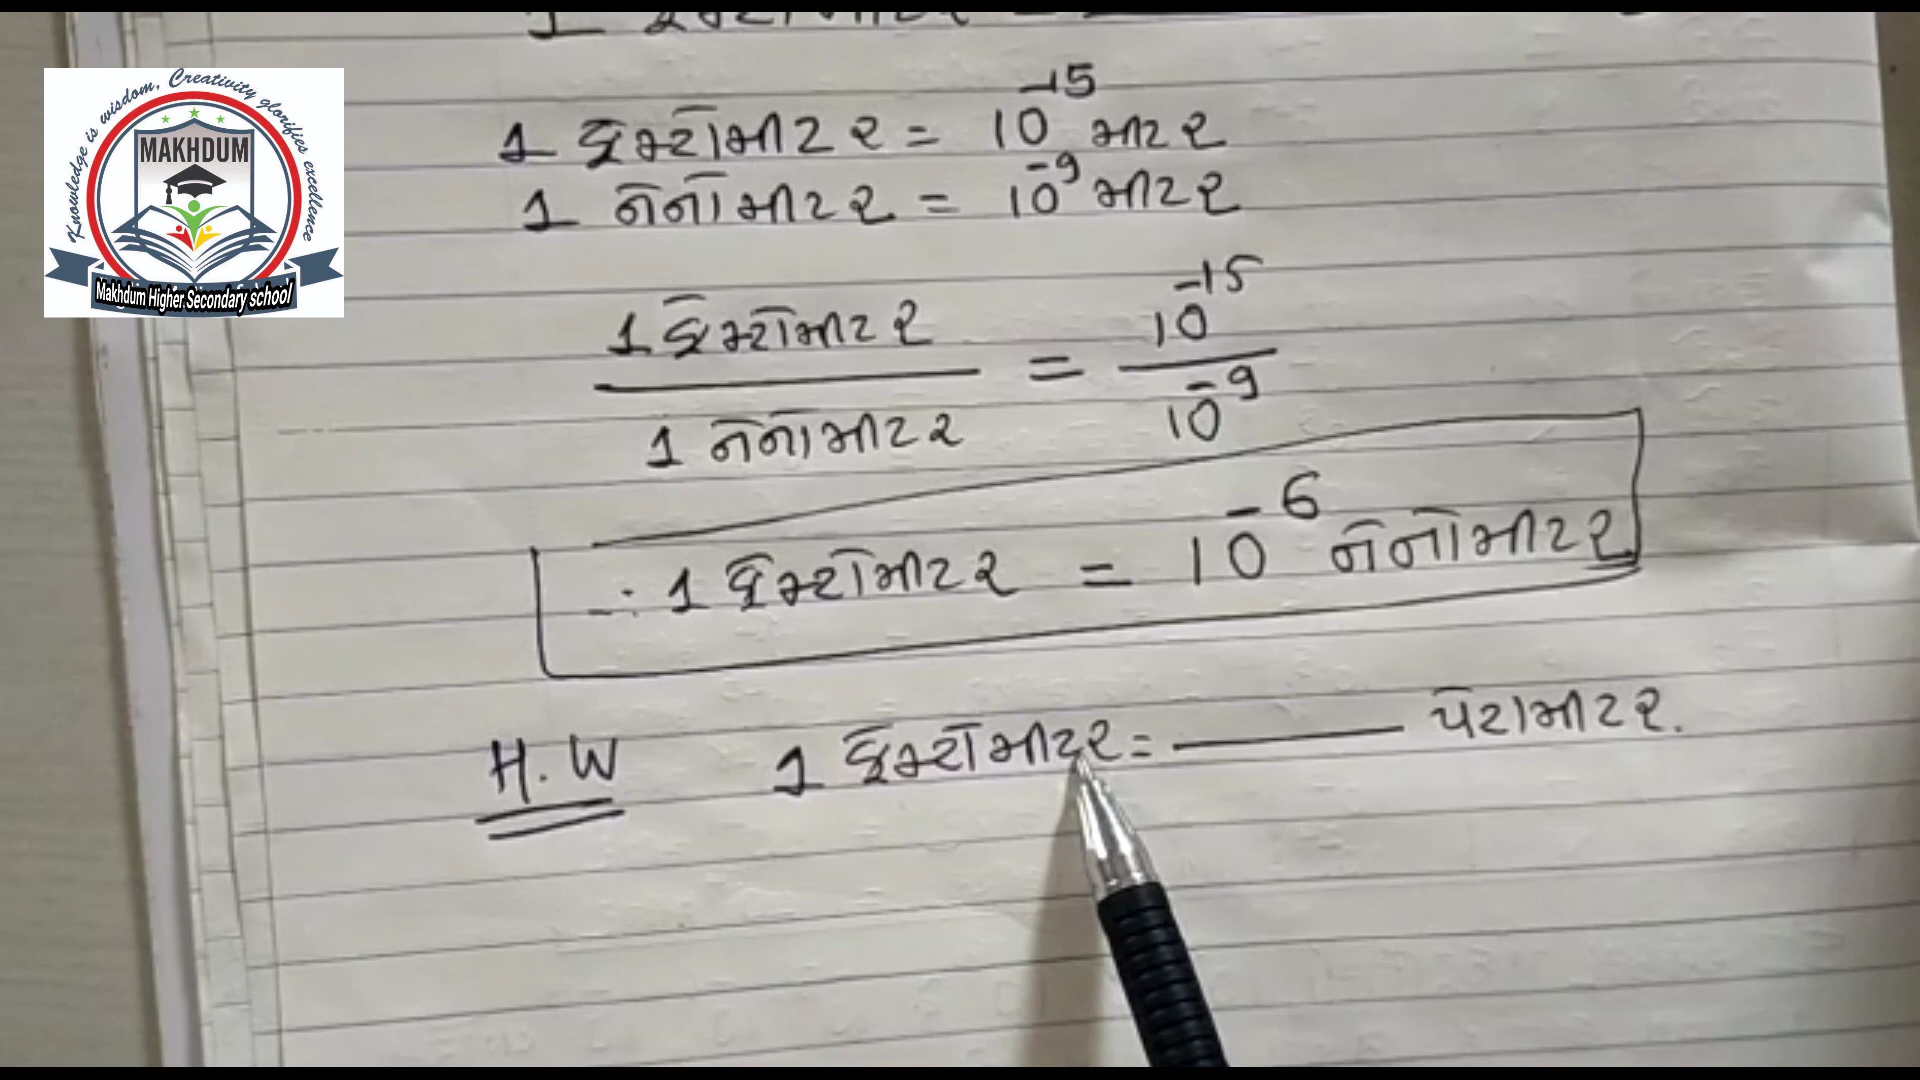 Knowledge is wisdom, Creativity glorifies excellence
MAKHDUM
Makhdum Higher Secondary school
1 ફેમ્ટોમીટર = 10⁻¹⁵ મીટર
1 નેનોમીટર = 10⁻⁹ મીટર
1 ફેમ્ટોમીટર / 1 નેનોમીટર = 10⁻¹⁵ / 10⁻⁹
∴ 1 ફેમ્ટોમીટર = 10⁻⁶ નેનોમીટર
H.W 1 ફેમ્ટોમીટર = ——— પેટામીટર.